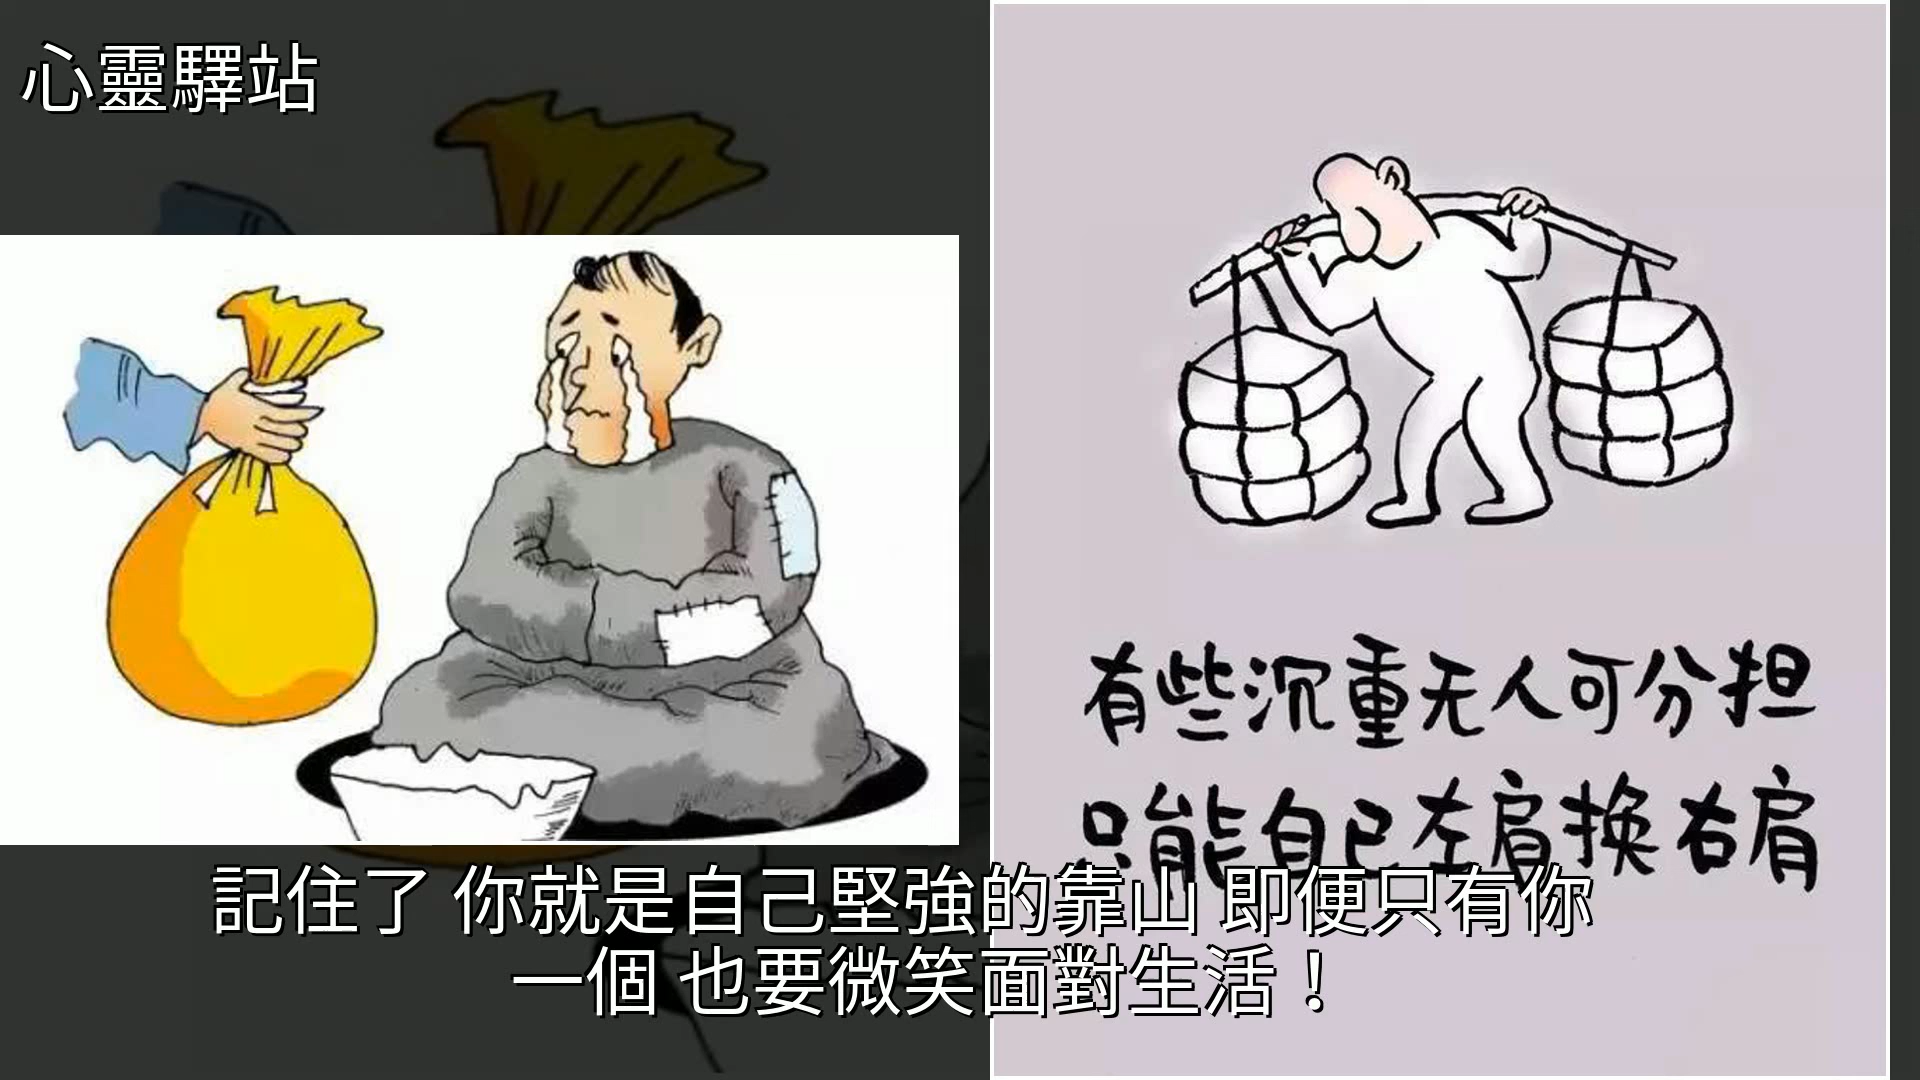 心靈驛站
有些沉重无人可分担
只能自己左肩换右肩
記住了 你就是自己堅強的靠山 即便只有你
一個 也要微笑面對生活！